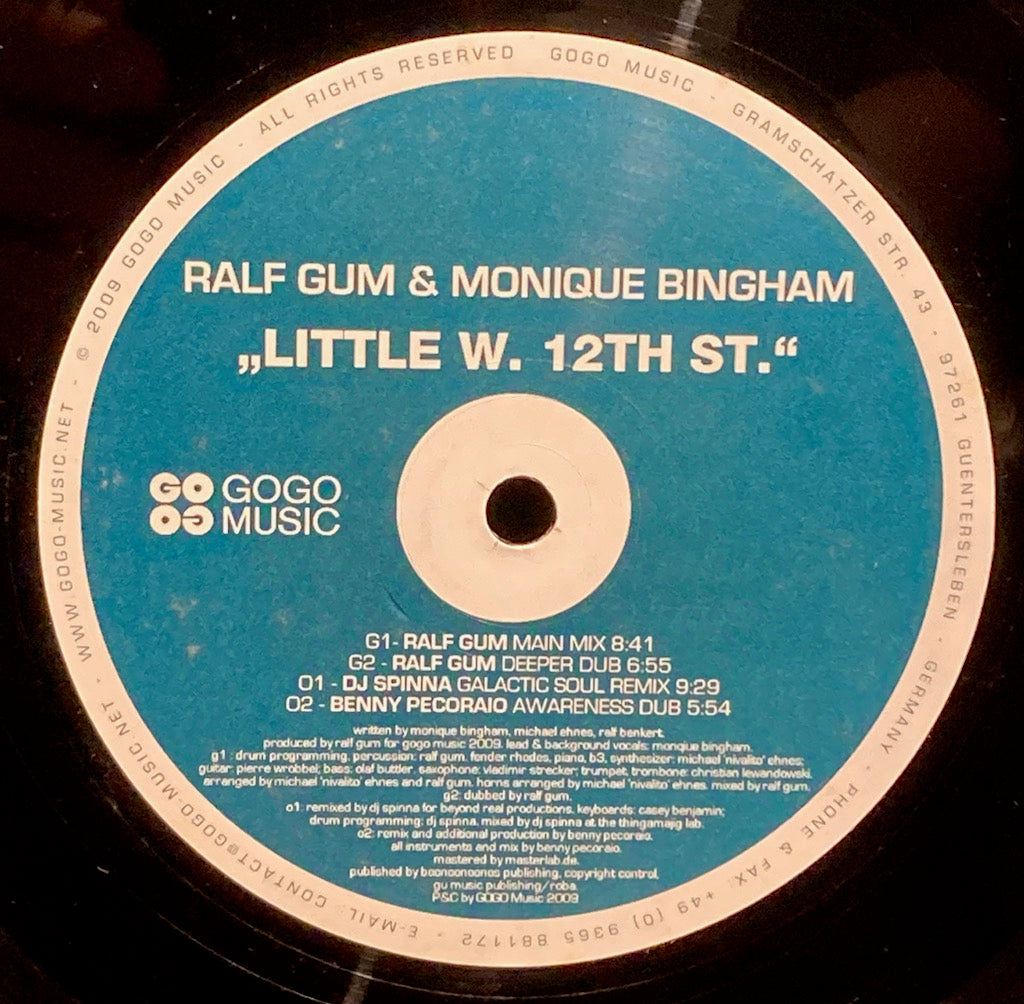 GOGO MUSIC - GRAMSCHATZER STR. 43 - 97261 GUENTERSLEBEN - GERMANY - PHONE & FAX: +49 (0) 9365 881172 - E-MAIL: CONTACT@GOGO-MUSIC.NET - WWW.GOGO-MUSIC.NET - © 2009 GOGO MUSIC - ALL RIGHTS RESERVED
RALF GUM & MONIQUE BINGHAM
„LITTLE W. 12TH ST.“
GO GO
GOGO
MUSIC
G1- RALF GUM MAIN MIX 8:41
G2 - RALF GUM DEEPER DUB 6:55
O1 - DJ SPINNA GALACTIC SOUL REMIX 9:29
O2 - BENNY PECORAIO AWARENESS DUB 5:54
written by monique bingham, michael ehnes, ralf benkert.
produced by ralf gum for gogo music 2009. lead & background vocals: monique bingham.
g1 : drum programming, percussion: ralf gum. fender rhodes, piano, b3, synthesizer: michael 'nivalito' ehnes;
guitar: pierre wrobbel; bass: olaf buttler. saxophone: vladimir strecker; trumpet, trombone: christian lewandowski.
arranged by michael 'nivalito' ehnes and ralf gum. horns arranged by michael 'nivalito' ehnes. mixed by ralf gum.
g2: dubbed by ralf gum.
o1: remixed by dj spinna for beyond real productions. keyboards: casey benjamin;
drum programming: dj spinna. mixed by dj spinna at the thingamajig lab.
o2: remix and additional production by benny pecoraio.
all instruments and mix by benny pecoraio.
mastered by masterlab.de.
published by boonoonoonos publishing, copyright control,
gu music publishing/roba.
P&C by GOGO Music 2009